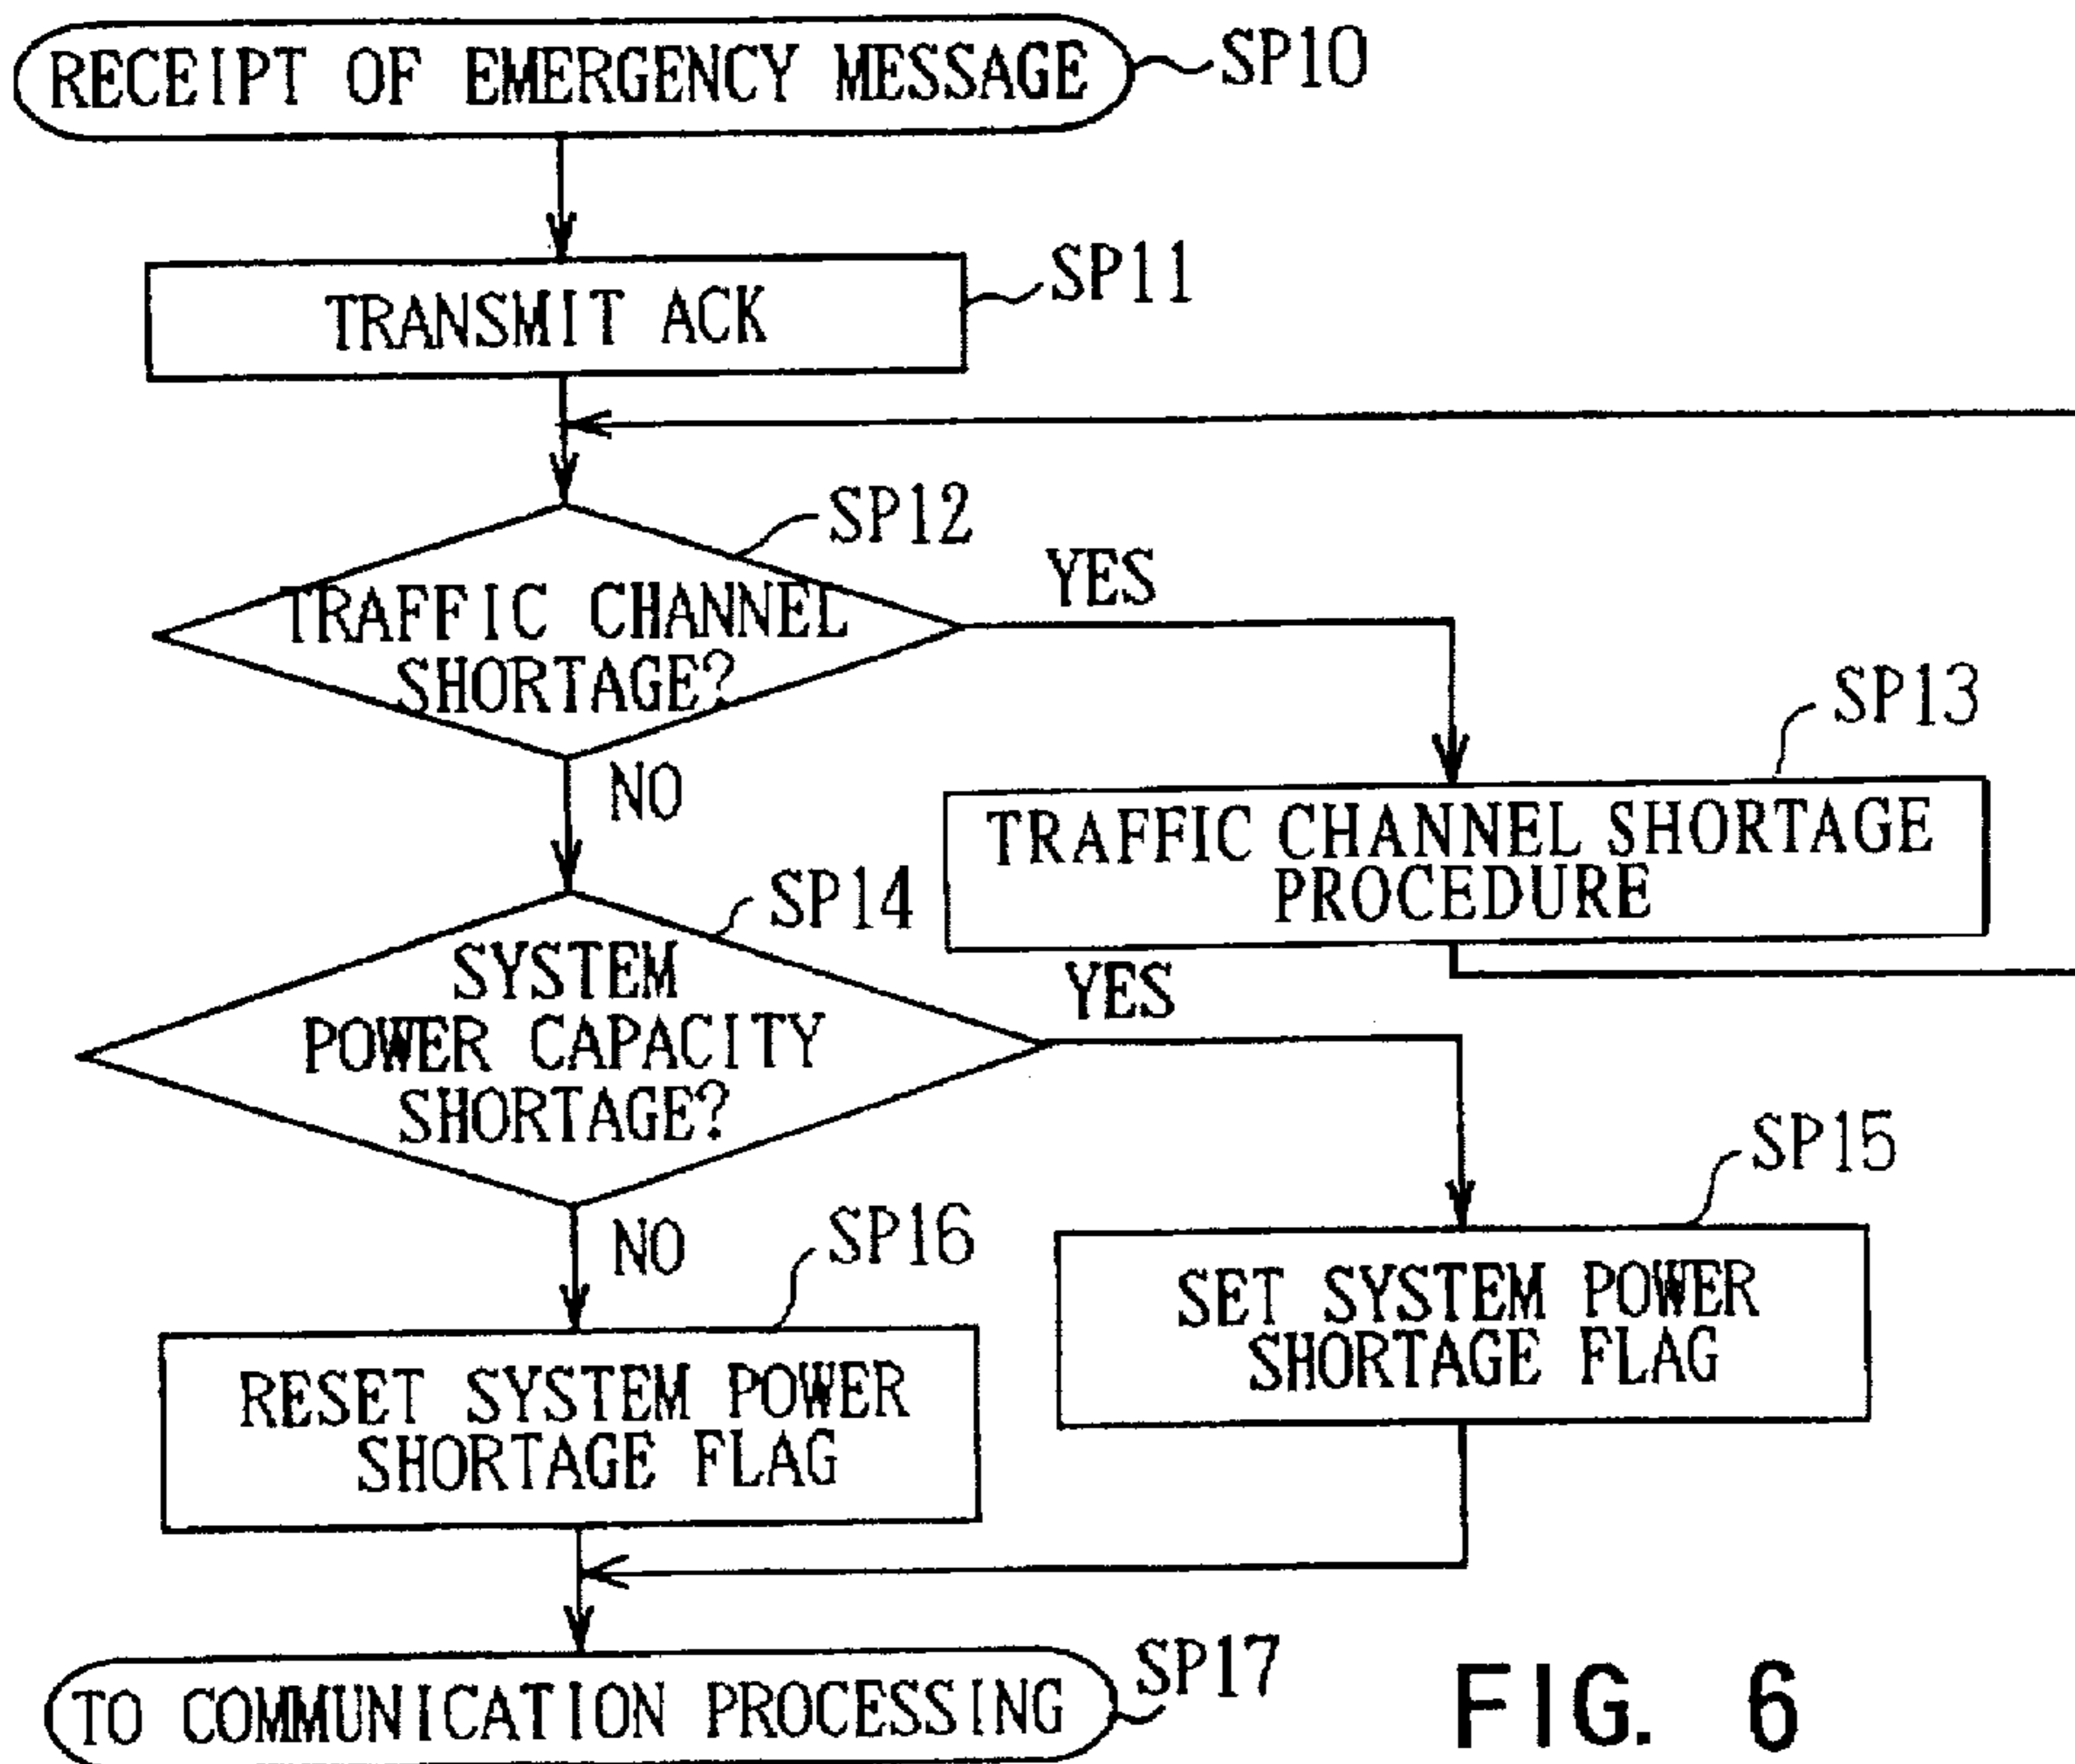 RECEIPT OF EMERGENCY MESSAGE
SP10
TRANSMIT ACK
SP11
SP12
TRAFFIC CHANNEL
SHORTAGE?
YES
NO
SP13
TRAFFIC CHANNEL SHORTAGE
PROCEDURE
SP14
SYSTEM
POWER CAPACITY
SHORTAGE?
YES
NO
SP15
SET SYSTEM POWER
SHORTAGE FLAG
SP16
RESET SYSTEM POWER
SHORTAGE FLAG
TO COMMUNICATION PROCESSING
SP17
FIG. 6